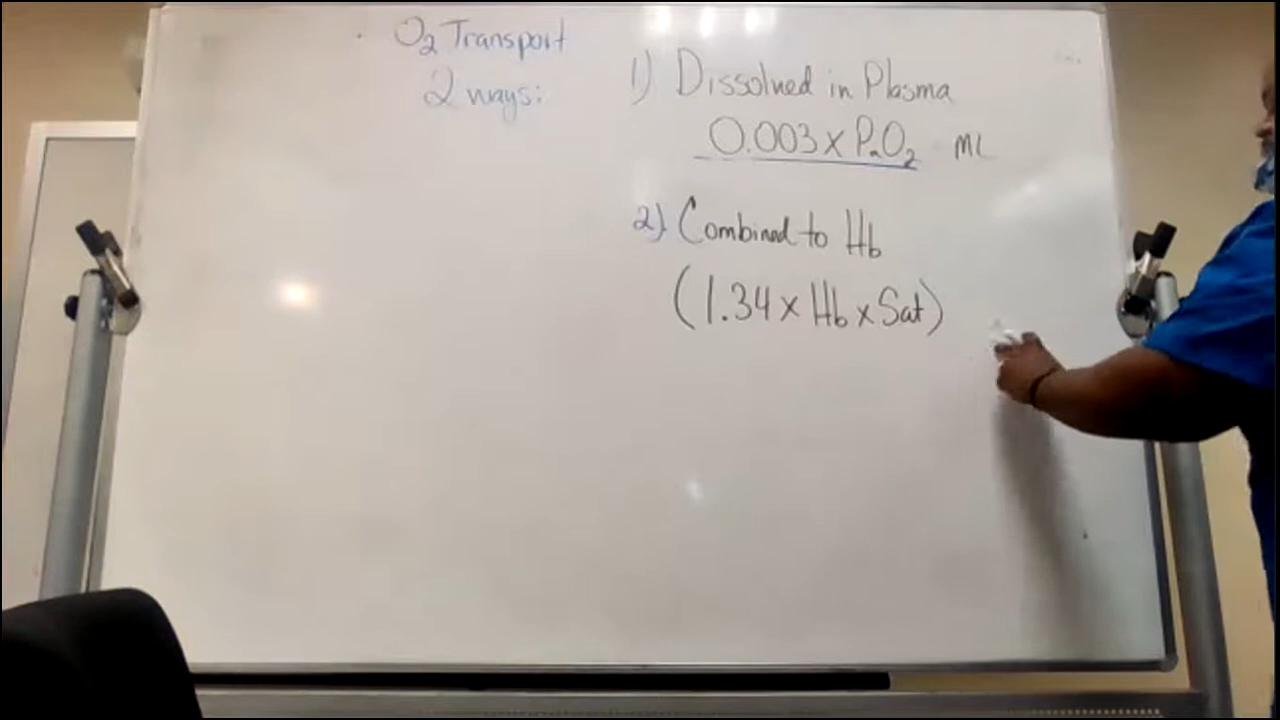 O2 Transport
2 ways:
1) Dissolved in Plasma
0.003 x PaO2 mL
2) Combined to Hb
(1.34 x Hb x Sat)